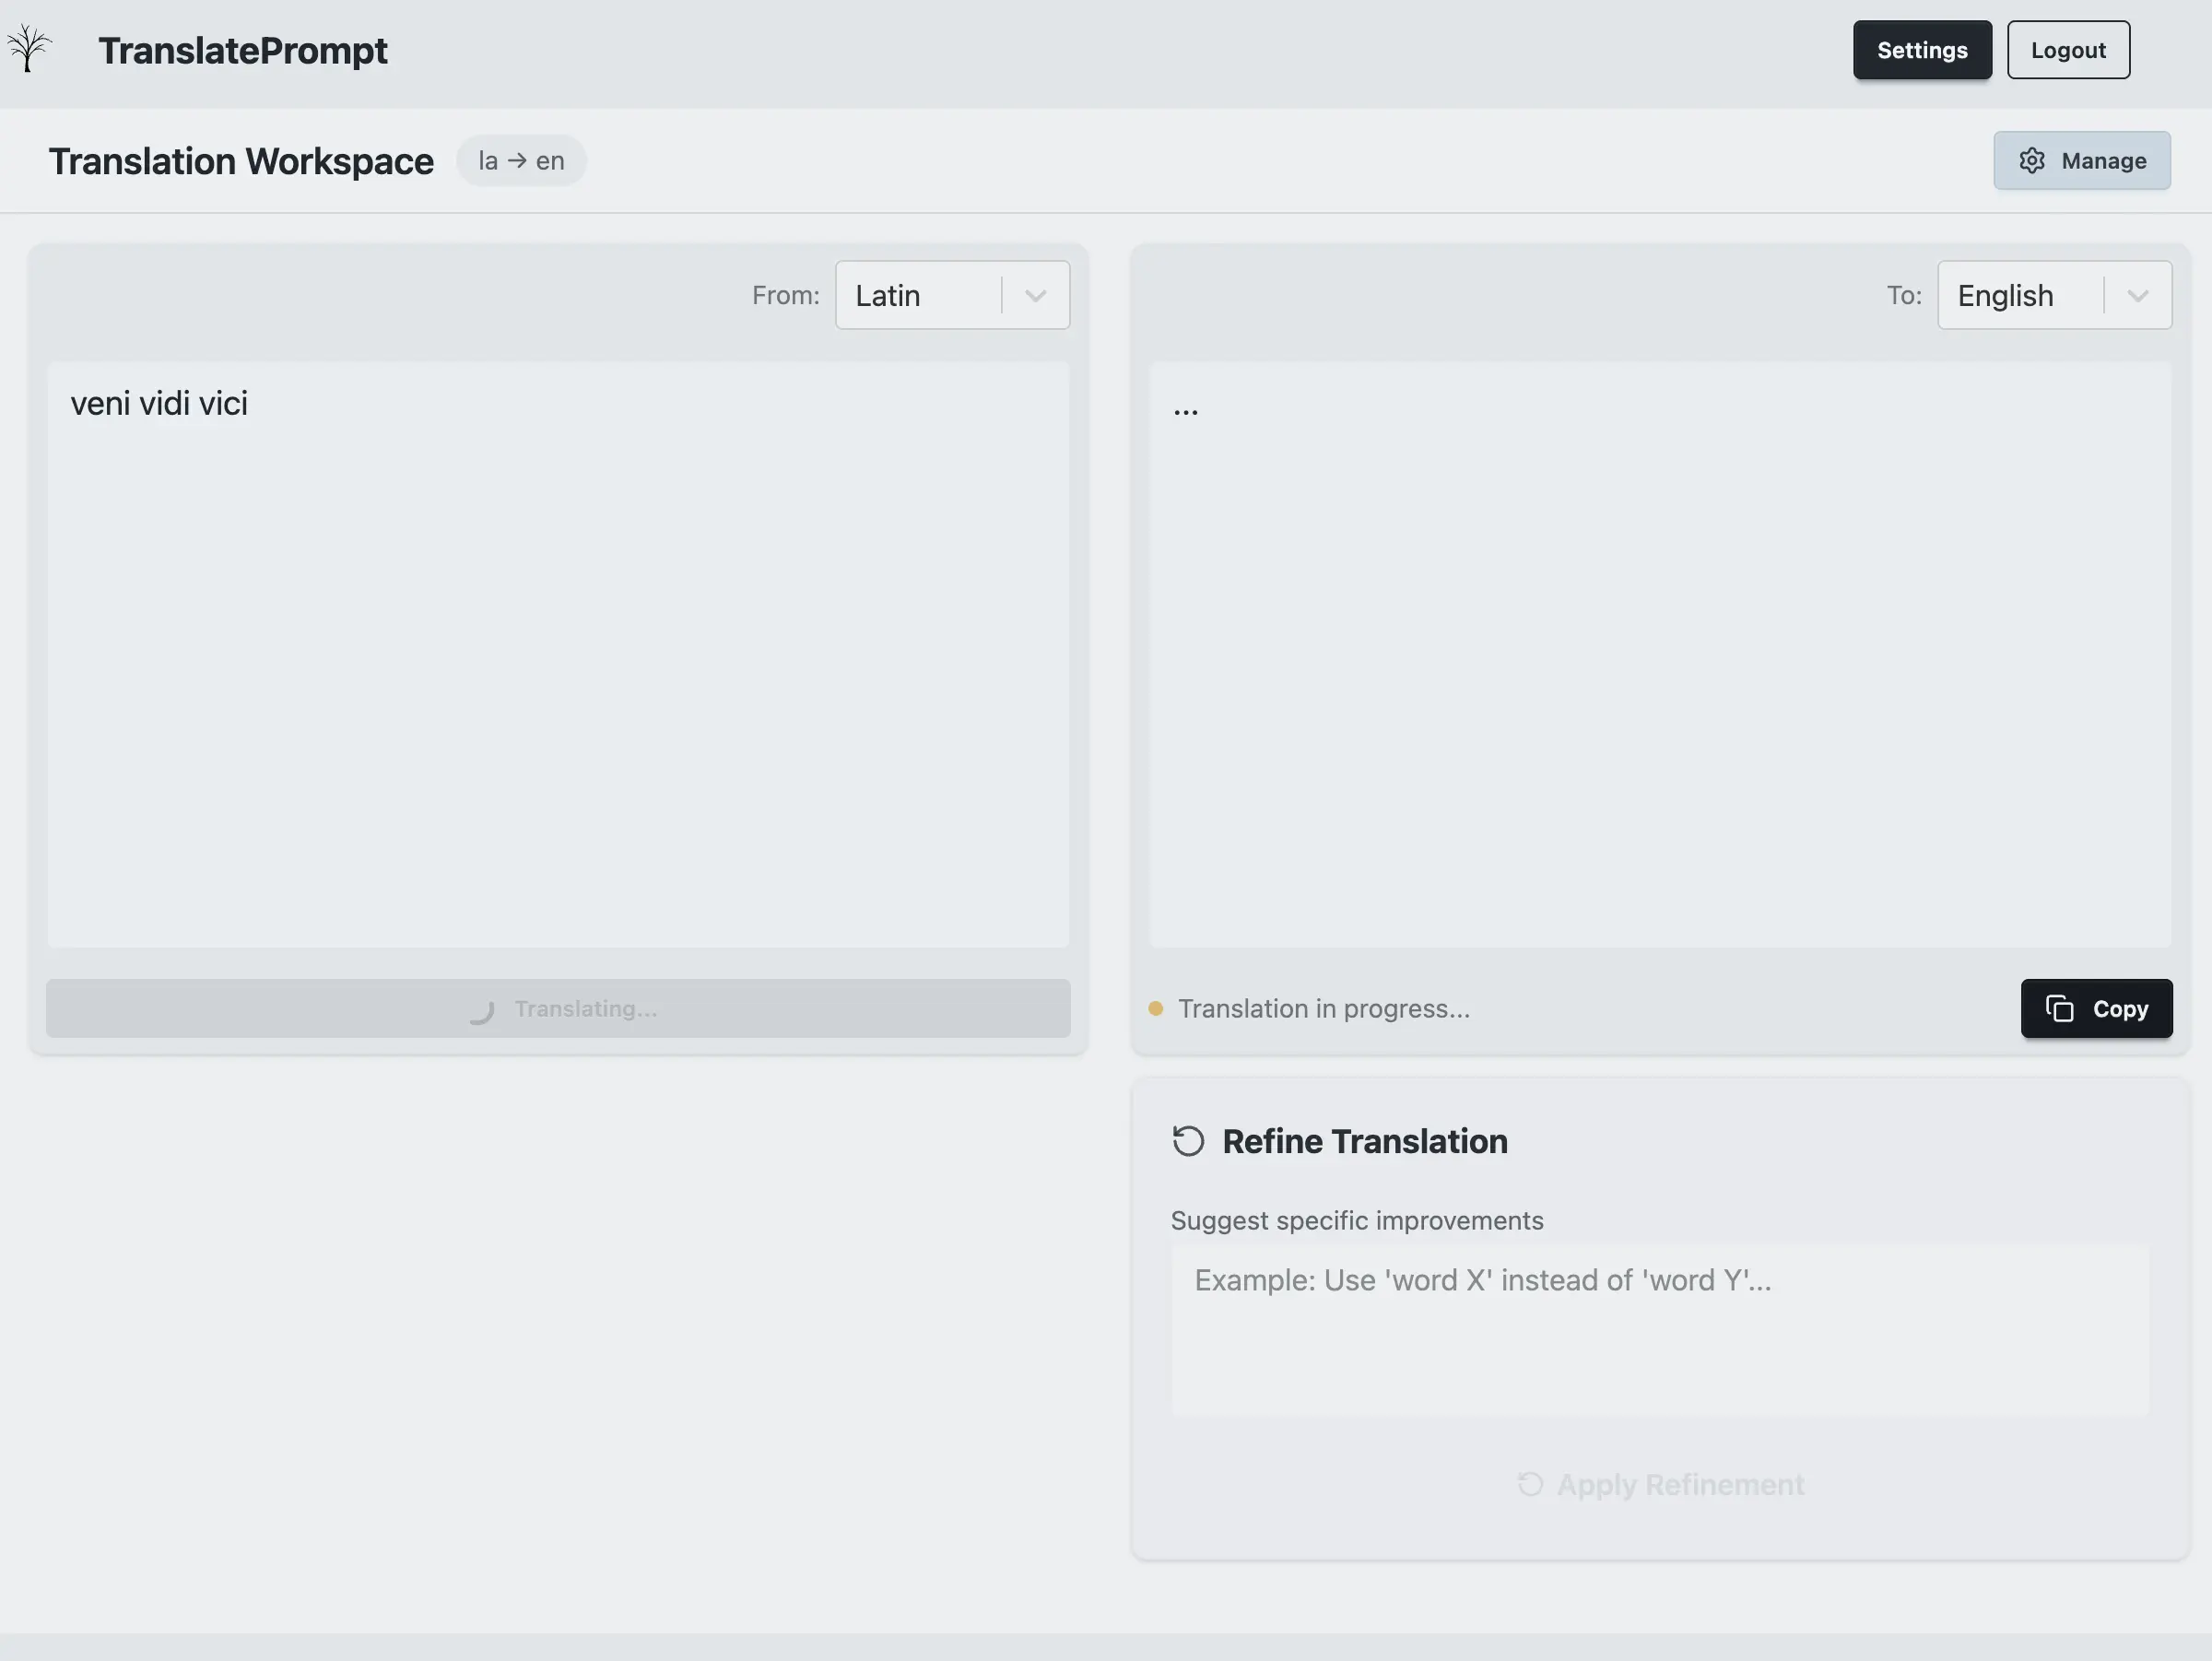 TranslatePrompt
Settings
Logout
Translation Workspace
la → en
Manage
From:
Latin
To:
English
veni vidi vici
...
Translating...
Translation in progress...
Copy
Refine Translation
Suggest specific improvements
Example: Use 'word X' instead of 'word Y'...
Apply Refinement